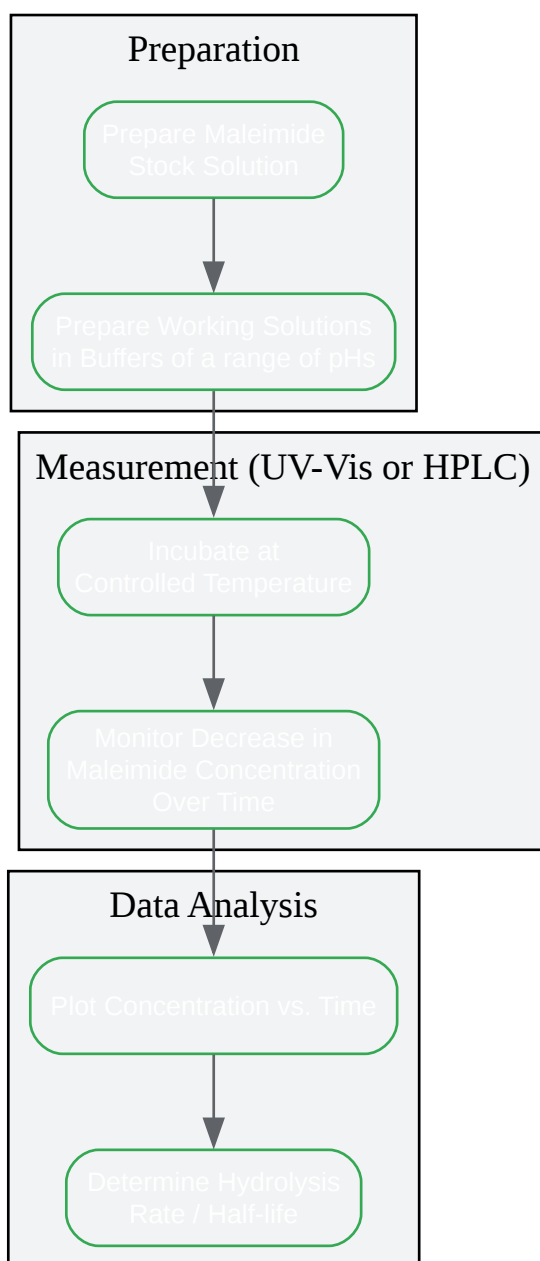 Preparation
Prepare Maleimide
Stock Solution
Prepare Working Solutions
in Buffers of a range of pHs
Measurement (UV-Vis or HPLC)
Incubate at
Controlled Temperature
Monitor Decrease in
Maleimide Concentration
Over Time
Data Analysis
Plot Concentration vs. Time
Determine Hydrolysis
Rate / Half-life